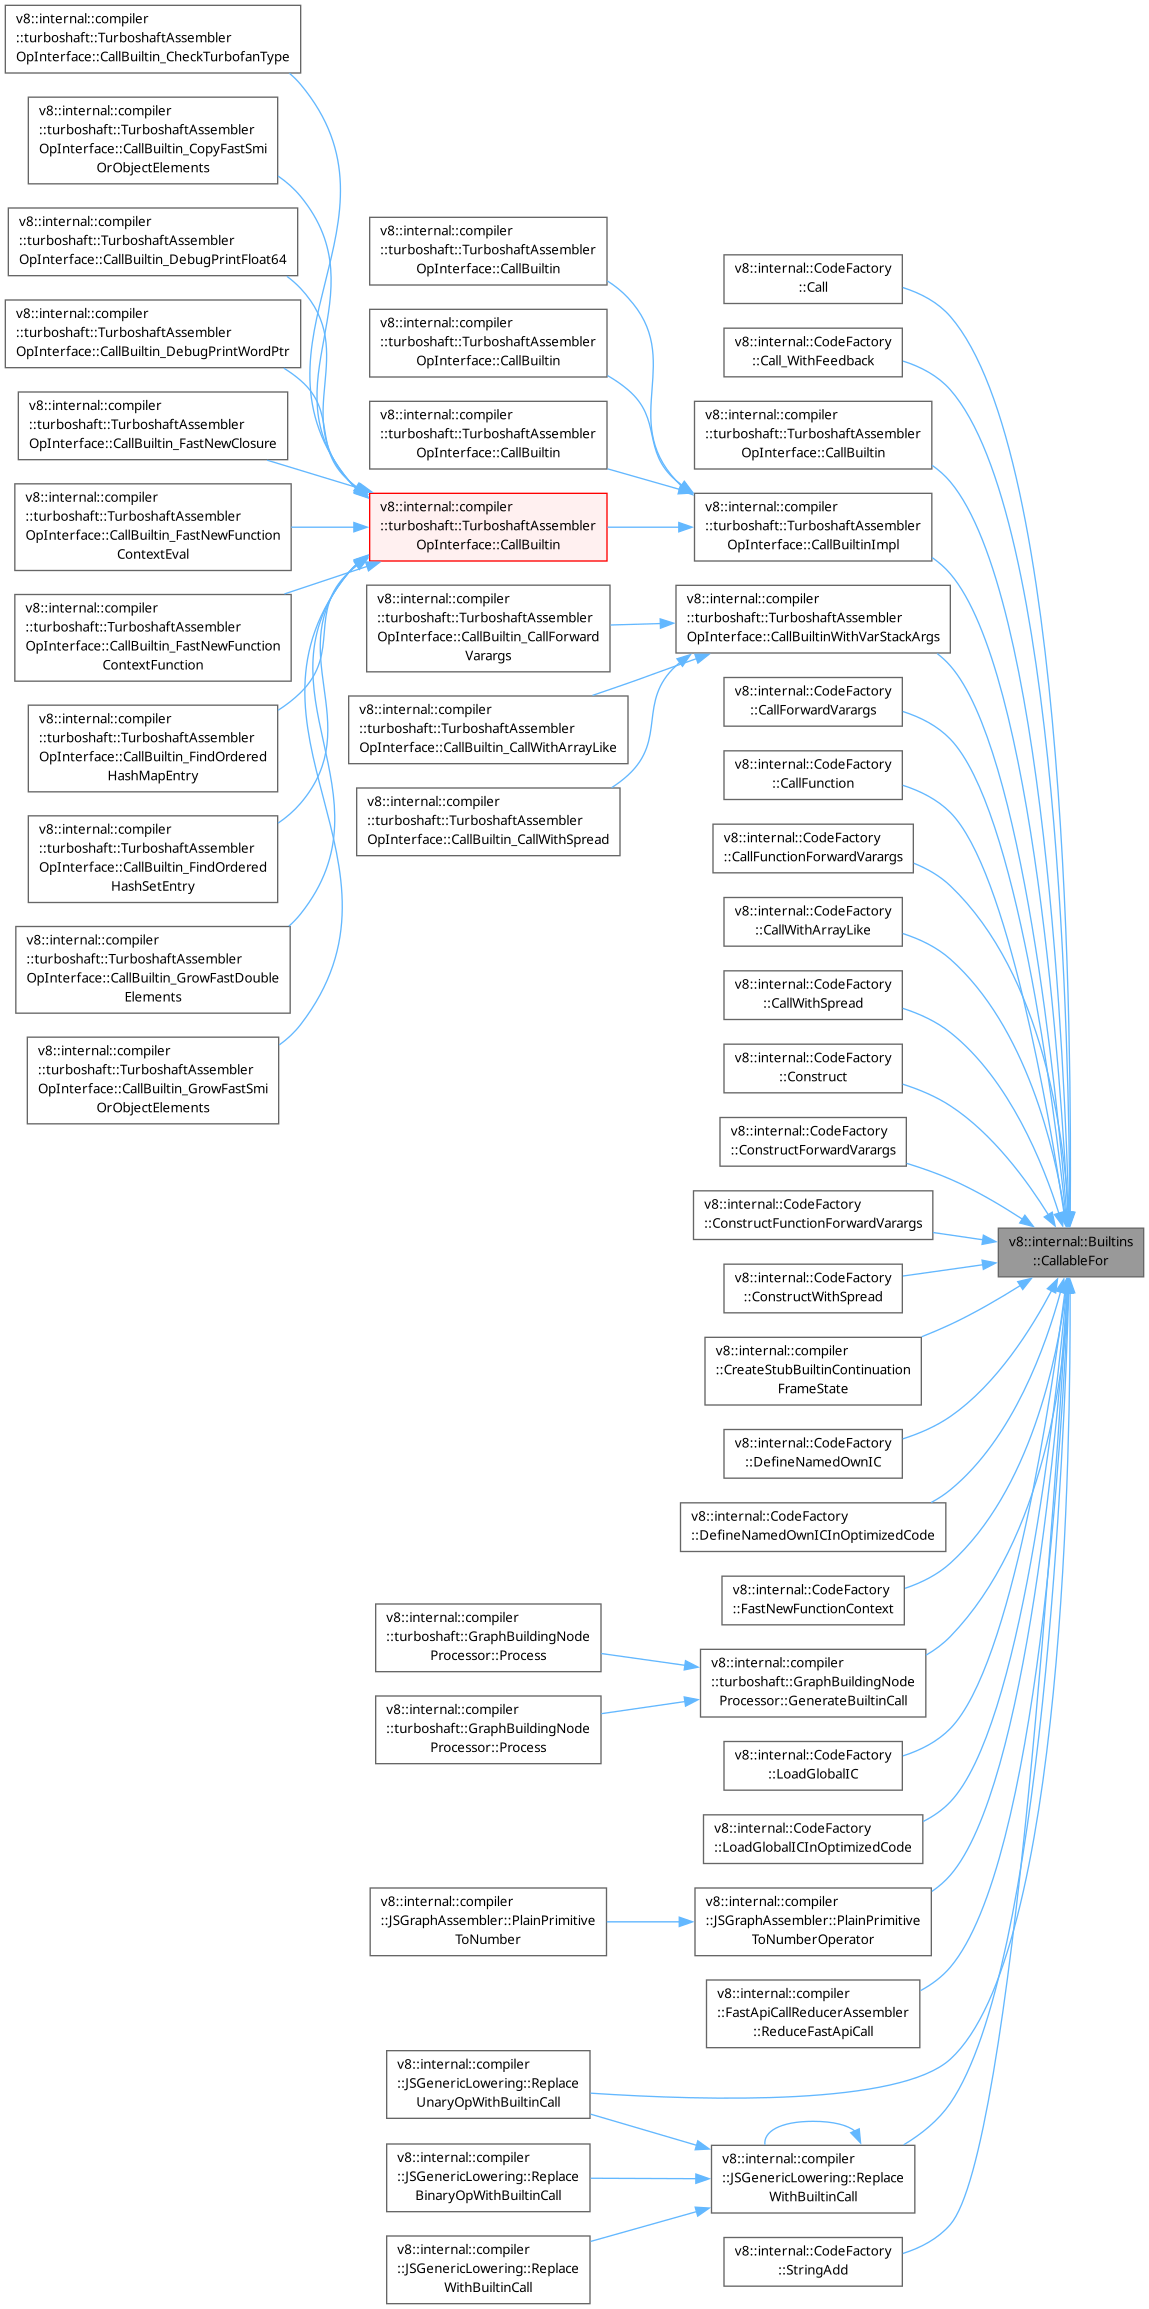 v8::internal::compiler
::turboshaft::TurboshaftAssembler
OpInterface::CallBuiltin_CheckTurbofanType
v8::internal::compiler
::turboshaft::TurboshaftAssembler
OpInterface::CallBuiltin_CopyFastSmi
OrObjectElements
v8::internal::compiler
::turboshaft::TurboshaftAssembler
OpInterface::CallBuiltin_DebugPrintFloat64
v8::internal::compiler
::turboshaft::TurboshaftAssembler
OpInterface::CallBuiltin_DebugPrintWordPtr
v8::internal::compiler
::turboshaft::TurboshaftAssembler
OpInterface::CallBuiltin_FastNewClosure
v8::internal::compiler
::turboshaft::TurboshaftAssembler
OpInterface::CallBuiltin_FastNewFunction
ContextEval
v8::internal::compiler
::turboshaft::TurboshaftAssembler
OpInterface::CallBuiltin_FastNewFunction
ContextFunction
v8::internal::compiler
::turboshaft::TurboshaftAssembler
OpInterface::CallBuiltin_FindOrdered
HashMapEntry
v8::internal::compiler
::turboshaft::TurboshaftAssembler
OpInterface::CallBuiltin_FindOrdered
HashSetEntry
v8::internal::compiler
::turboshaft::TurboshaftAssembler
OpInterface::CallBuiltin_GrowFastDouble
Elements
v8::internal::compiler
::turboshaft::TurboshaftAssembler
OpInterface::CallBuiltin_GrowFastSmi
OrObjectElements
v8::internal::compiler
::turboshaft::TurboshaftAssembler
OpInterface::CallBuiltin
v8::internal::compiler
::turboshaft::TurboshaftAssembler
OpInterface::CallBuiltin
v8::internal::compiler
::turboshaft::TurboshaftAssembler
OpInterface::CallBuiltin
v8::internal::compiler
::turboshaft::TurboshaftAssembler
OpInterface::CallBuiltin
v8::internal::compiler
::turboshaft::TurboshaftAssembler
OpInterface::CallBuiltin_CallForward
Varargs
v8::internal::compiler
::turboshaft::TurboshaftAssembler
OpInterface::CallBuiltin_CallWithArrayLike
v8::internal::compiler
::turboshaft::TurboshaftAssembler
OpInterface::CallBuiltin_CallWithSpread
v8::internal::compiler
::turboshaft::GraphBuildingNode
Processor::Process
v8::internal::compiler
::turboshaft::GraphBuildingNode
Processor::Process
v8::internal::compiler
::JSGraphAssembler::PlainPrimitive
ToNumber
v8::internal::compiler
::JSGenericLowering::Replace
UnaryOpWithBuiltinCall
v8::internal::compiler
::JSGenericLowering::Replace
BinaryOpWithBuiltinCall
v8::internal::compiler
::JSGenericLowering::Replace
WithBuiltinCall
v8::internal::CodeFactory
::Call
v8::internal::CodeFactory
::Call_WithFeedback
v8::internal::compiler
::turboshaft::TurboshaftAssembler
OpInterface::CallBuiltin
v8::internal::compiler
::turboshaft::TurboshaftAssembler
OpInterface::CallBuiltinImpl
v8::internal::compiler
::turboshaft::TurboshaftAssembler
OpInterface::CallBuiltinWithVarStackArgs
v8::internal::CodeFactory
::CallForwardVarargs
v8::internal::CodeFactory
::CallFunction
v8::internal::CodeFactory
::CallFunctionForwardVarargs
v8::internal::CodeFactory
::CallWithArrayLike
v8::internal::CodeFactory
::CallWithSpread
v8::internal::CodeFactory
::Construct
v8::internal::CodeFactory
::ConstructForwardVarargs
v8::internal::CodeFactory
::ConstructFunctionForwardVarargs
v8::internal::CodeFactory
::ConstructWithSpread
v8::internal::compiler
::CreateStubBuiltinContinuation
FrameState
v8::internal::CodeFactory
::DefineNamedOwnIC
v8::internal::CodeFactory
::DefineNamedOwnICInOptimizedCode
v8::internal::CodeFactory
::FastNewFunctionContext
v8::internal::compiler
::turboshaft::GraphBuildingNode
Processor::GenerateBuiltinCall
v8::internal::CodeFactory
::LoadGlobalIC
v8::internal::CodeFactory
::LoadGlobalICInOptimizedCode
v8::internal::compiler
::JSGraphAssembler::PlainPrimitive
ToNumberOperator
v8::internal::compiler
::FastApiCallReducerAssembler
::ReduceFastApiCall
v8::internal::compiler
::JSGenericLowering::Replace
WithBuiltinCall
v8::internal::CodeFactory
::StringAdd
v8::internal::Builtins
::CallableFor